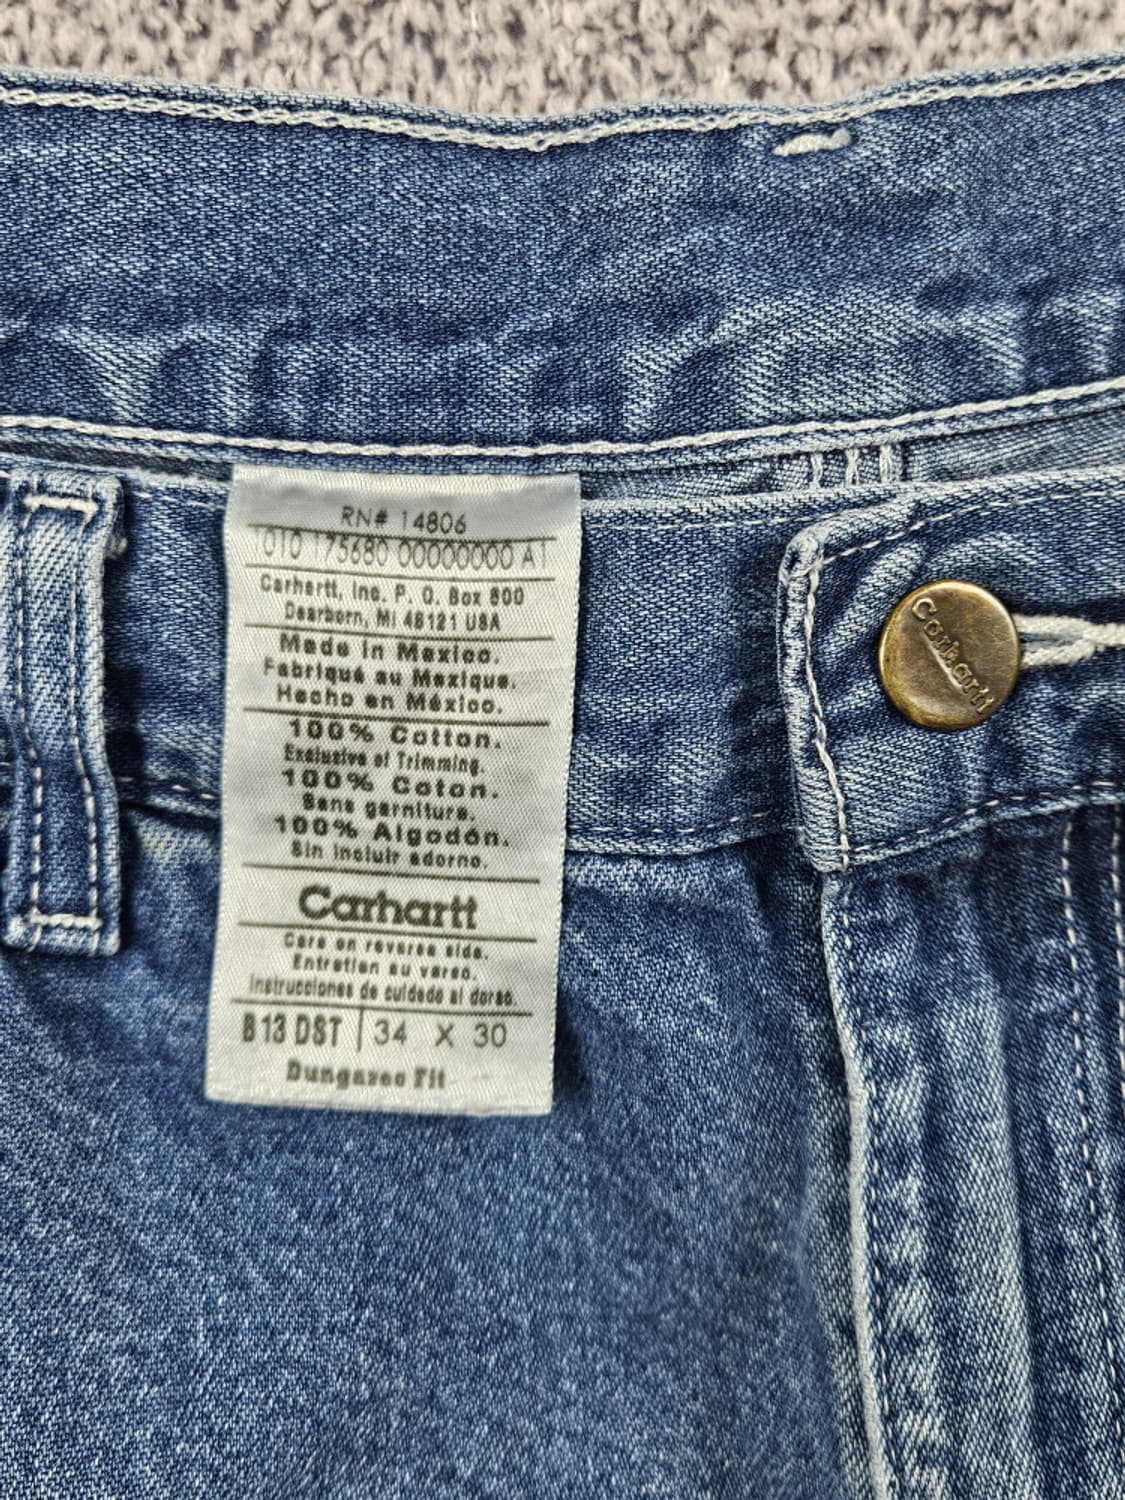 RN# 14806
1010 175680 00000000 A1
Carhartt, Inc. P. O. Box 600
Dearborn, MI 48121 USA
Made in Mexico.
Fabriqué au Mexique.
Hecho en México.
100% Cotton.
Exclusive of Trimming.
100% Coton.
Sans garniture.
100% Algodón.
Sin incluir adorno.
Carhartt
Care on reverse side.
Entretien au verso.
Instrucciones de cuidado al dorso.
B13 DST 34 X 30
Dungaree Fit
Carhartt